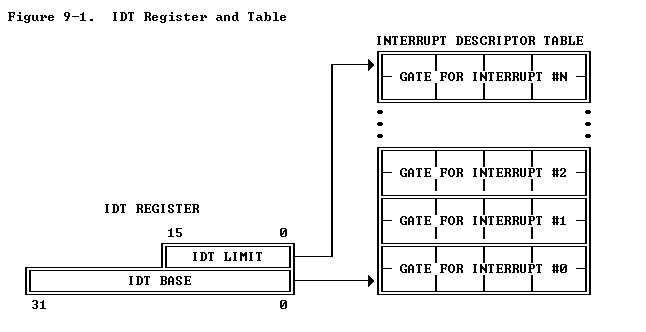 Figure 9-1.  IDT Register and Table
INTERRUPT DESCRIPTOR TABLE
GATE FOR INTERRUPT #N
GATE FOR INTERRUPT #2
IDT REGISTER
GATE FOR INTERRUPT #1
15 0
IDT LIMIT
GATE FOR INTERRUPT #0
IDT BASE
31 0